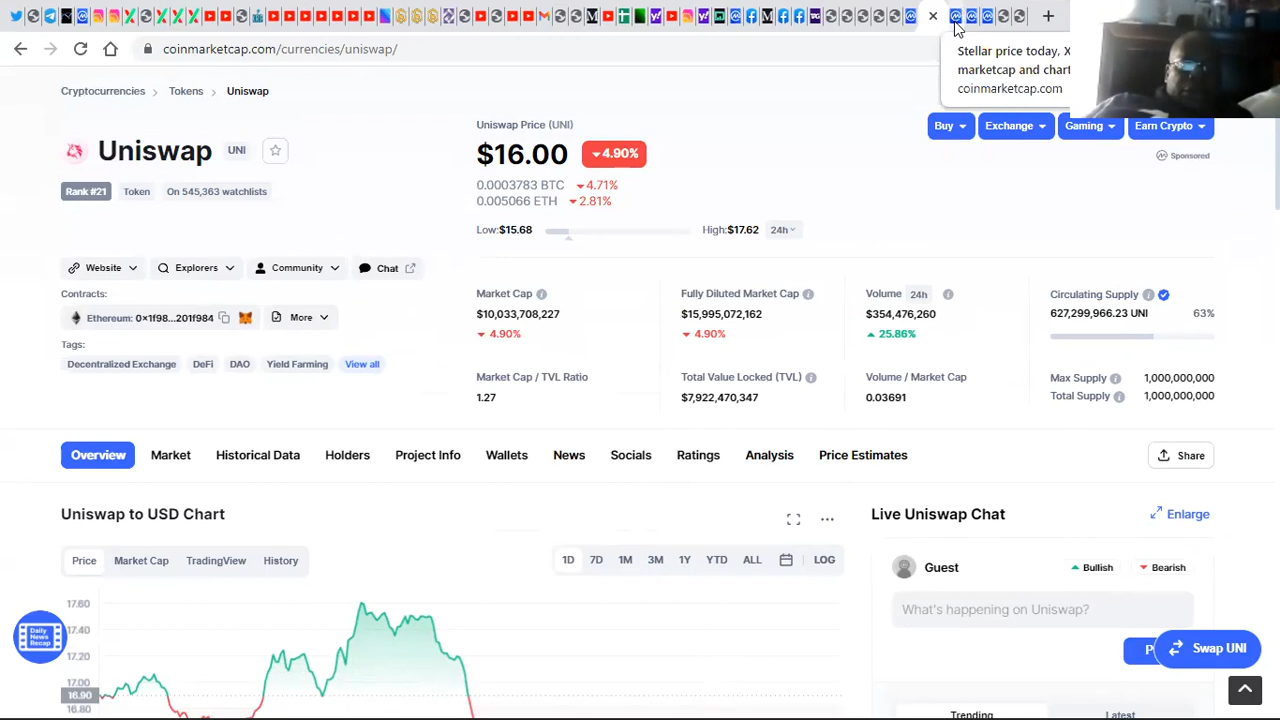 coinmarketcap.com/currencies/uniswap/
Stellar price today, X
marketcap and chart
coinmarketcap.com
Cryptocurrencies > Tokens > Uniswap
Uniswap UNI
Rank #21 Token On 545,363 watchlists
Website Explorers Community Chat
Contracts:
Ethereum: 0x1f98...201f984 More
Tags:
Decentralized Exchange DeFi DAO Yield Farming View all
Uniswap Price (UNI)
$16.00 4.90%
0.0003783 BTC 4.71%
0.005066 ETH 2.81%
Low: $15.68 High: $17.62 24h
Buy Exchange Gaming Earn Crypto
Sponsored
Market Cap
$10,033,708,227
4.90%
Fully Diluted Market Cap
$15,995,072,162
4.90%
Volume 24h
$354,476,260
25.86%
Circulating Supply
627,299,966.23 UNI 63%
Market Cap / TVL Ratio
1.27
Total Value Locked (TVL)
$7,922,470,347
Volume / Market Cap
0.03691
Max Supply 1,000,000,000
Total Supply 1,000,000,000
Overview Market Historical Data Holders Project Info Wallets News Socials Ratings Analysis Price Estimates Share
Uniswap to USD Chart
Price Market Cap TradingView History 1D 7D 1M 3M 1Y YTD ALL LOG
17.60
17.40
17.20
17.00
16.90
16.80
Live Uniswap Chat Enlarge
Guest Bullish Bearish
What's happening on Uniswap?
P
Swap UNI
Trending Latest
Daily
News
Recap